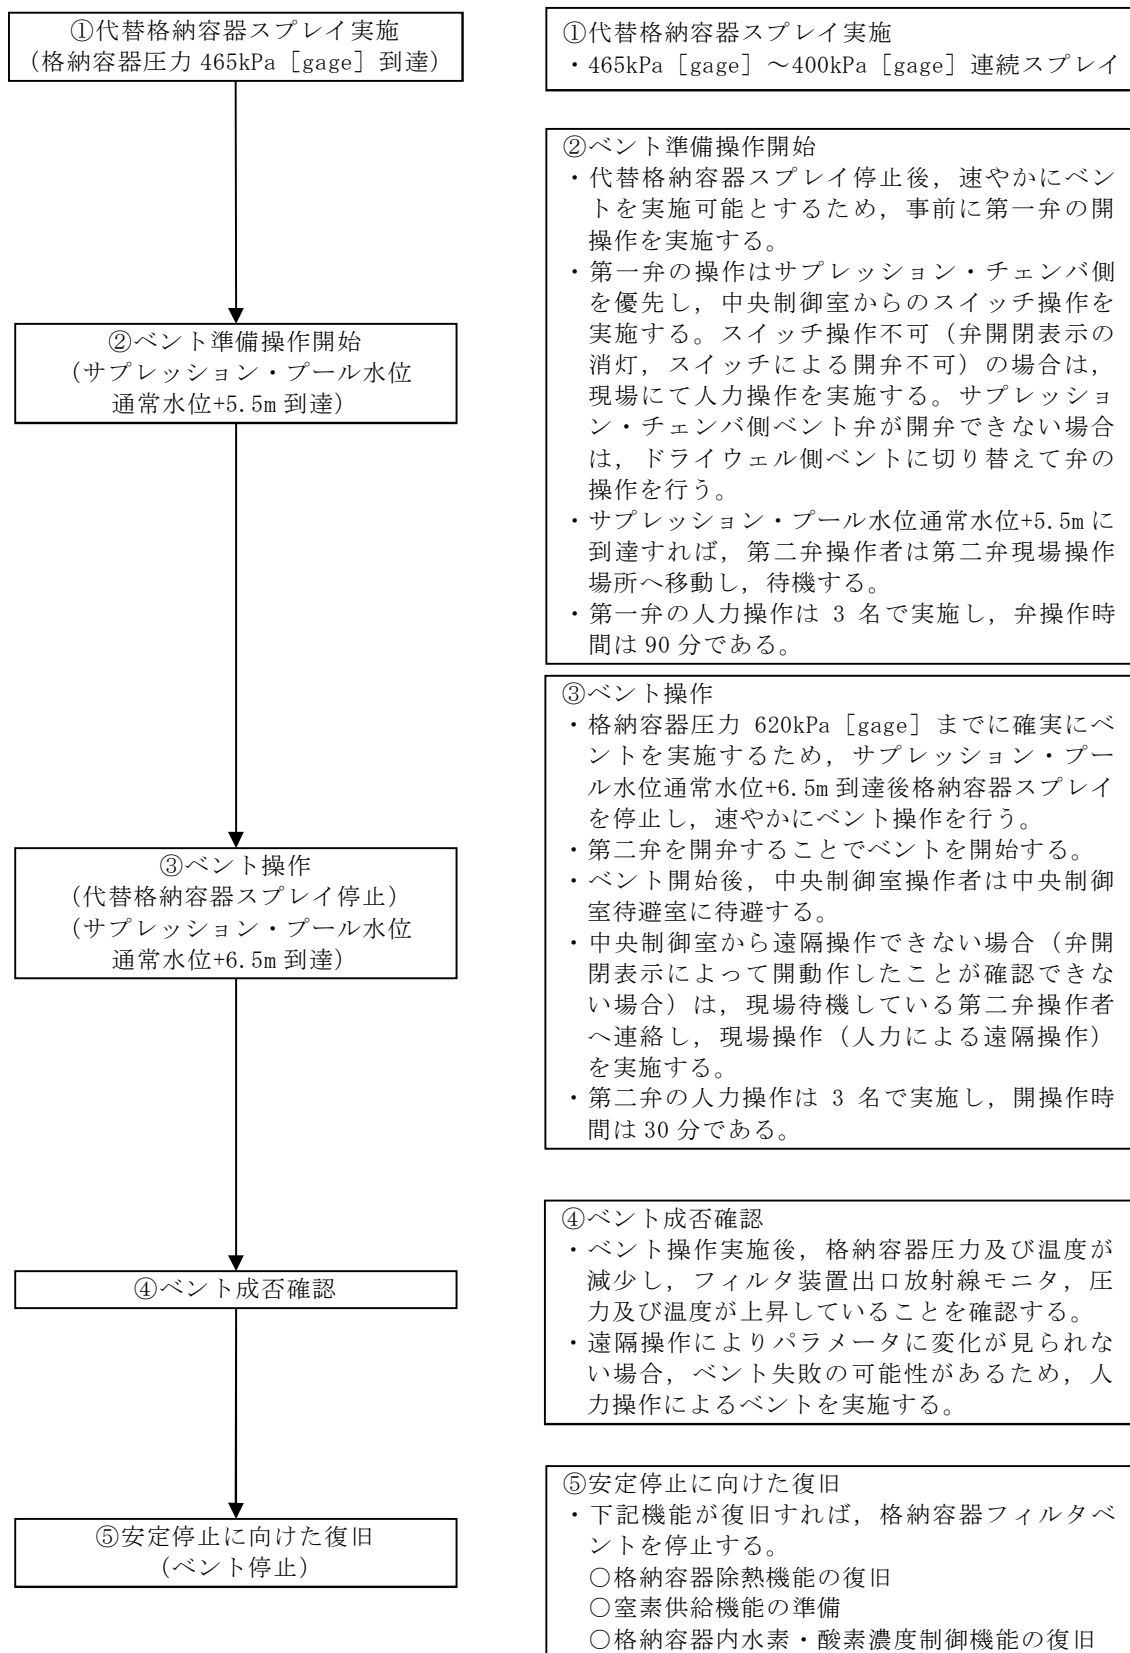 ①代替格納容器スプレイ実施
（格納容器圧力 465kPa［gage］到達）
②ベント準備操作開始
（サプレッション・プール水位
通常水位+5.5m 到達）
③ベント操作
（代替格納容器スプレイ停止）
（サプレッション・プール水位
通常水位+6.5m 到達）
④ベント成否確認
⑤安定停止に向けた復旧
（ベント停止）
①代替格納容器スプレイ実施
・465kPa［gage］～400kPa［gage］連続スプレイ
②ベント準備操作開始
・代替格納容器スプレイ停止後，速やかにベン
トを実施可能とするため，事前に第一弁の開
操作を実施する。
・第一弁の操作はサプレッション・チェンバ側
を優先し，中央制御室からのスイッチ操作を
実施する。スイッチ操作不可（弁開閉表示の
消灯，スイッチによる開弁不可）の場合は，
現場にて人力操作を実施する。サプレッショ
ン・チェンバ側ベント弁が開弁できない場合
は，ドライウェル側ベントに切り替えて弁の
操作を行う。
・サプレッション・プール水位通常水位+5.5m に
到達すれば，第二弁操作者は第二弁現場操作
場所へ移動し，待機する。
・第一弁の人力操作は 3 名で実施し，弁操作時
間は 90 分である。
③ベント操作
・格納容器圧力 620kPa［gage］までに確実にベ
ントを実施するため，サプレッション・プー
ル水位通常水位+6.5m 到達後格納容器スプレイ
を停止し，速やかにベント操作を行う。
・第二弁を開弁することでベントを開始する。
・ベント開始後，中央制御室操作者は中央制御
室待避室に待避する。
・中央制御室から遠隔操作できない場合（弁開
閉表示によって開動作したことが確認できな
い場合）は，現場待機している第二弁操作者
へ連絡し，現場操作（人力による遠隔操作）
を実施する。
・第二弁の人力操作は 3 名で実施し，開操作時
間は 30 分である。
④ベント成否確認
・ベント操作実施後，格納容器圧力及び温度が
減少し，フィルタ装置出口放射線モニタ，圧
力及び温度が上昇していることを確認する。
・遠隔操作によりパラメータに変化が見られな
い場合，ベント失敗の可能性があるため，人
力操作によるベントを実施する。
⑤安定停止に向けた復旧
・下記機能が復旧すれば，格納容器フィルタベ
ントを停止する。
○格納容器除熱機能の復旧
○窒素供給機能の準備
○格納容器内水素・酸素濃度制御機能の復旧